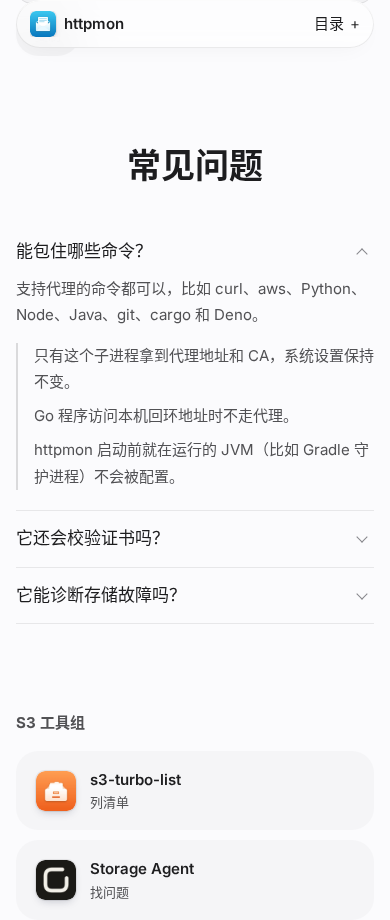 httpmon
目录 +
常见问题
能包住哪些命令？
支持代理的命令都可以，比如 curl、aws、Python、
Node、Java、git、cargo 和 Deno。
只有这个子进程拿到代理地址和 CA，系统设置保持
不变。
Go 程序访问本机回环地址时不走代理。
httpmon 启动前就在运行的 JVM（比如 Gradle 守
护进程）不会被配置。
它还会校验证书吗？
它能诊断存储故障吗？
S3 工具组
s3-turbo-list
列清单
Storage Agent
找问题